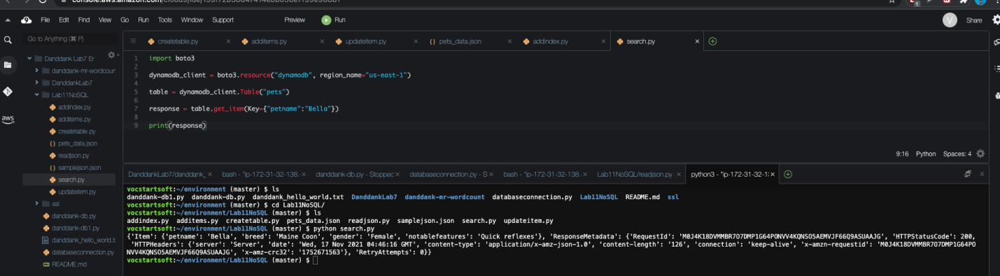 console.aws.amazon.com/cloud9/ide/
File Edit Find View Go Run Tools Window Support Preview Run V Share
Go to Anything (⌘ P)
createtable.py additems.py updateitem.py pets_data.json addindex.py search.py
Danddank Lab7 Er
danddank-mr-wordcoun
DanddankLab7
Lab11NoSQL
addindex.py
additems.py
createtable.py
pets_data.json
readjson.py
samplejson.json
search.py
updateitem.py
ssl
danddank-db.py
danddank-db1.py
danddank_hello_world.t
databaseconnection.py
README.md
aws
1 import boto3
2
3 dynamodb_client = boto3.resource("dynamodb", region_name="us-east-1")
4
5 table = dynamodb_client.Table("pets")
6
7 response = table.get_item(Key={"petname":"Bella"})
8
9 print(response)
9:16 Python Spaces: 4
DanddankLab7/danddank_ bash - "ip-172-31-32-138. danddank-db.py - Stoppec databaseconnection.py - S bash - "ip-172-31-32-138. Lab11NoSQL/readjson.py python3 - "ip-172-31-32-1
vocstartsoft:~/environment (master) $ ls
danddank-db1.py danddank-db.py danddank_hello_world.txt DanddankLab7 danddank-mr-wordcount databaseconnection.py Lab11NoSQL README.md ssl
vocstartsoft:~/environment (master) $ cd Lab11NoSQL/
vocstartsoft:~/environment/Lab11NoSQL (master) $ ls
addindex.py additems.py createtable.py pets_data.json readjson.py samplejson.json search.py updateitem.py
vocstartsoft:~/environment/Lab11NoSQL (master) $ python search.py
{'Item': {'petname': 'Bella', 'breed': 'Maine Coon', 'gender': 'Female', 'notablefeatures': 'Quick reflexes'}, 'ResponseMetadata': {'RequestId': 'M0J4K18DVMMBR7O7DMP1G64PONVV4KQNSO5AEMVJF66Q9ASUAAJG', 'HTTPStatusCode': 200,
'HTTPHeaders': {'server': 'Server', 'date': 'Wed, 17 Nov 2021 04:46:16 GMT', 'content-type': 'application/x-amz-json-1.0', 'content-length': '126', 'connection': 'keep-alive', 'x-amzn-requestid': 'M0J4K18DVMMBR7O7DMP1G64PO
NVV4KQNSO5AEMVJF66Q9ASUAAJG', 'x-amz-crc32': '1752671563'}, 'RetryAttempts': 0}}
vocstartsoft:~/environment/Lab11NoSQL (master) $